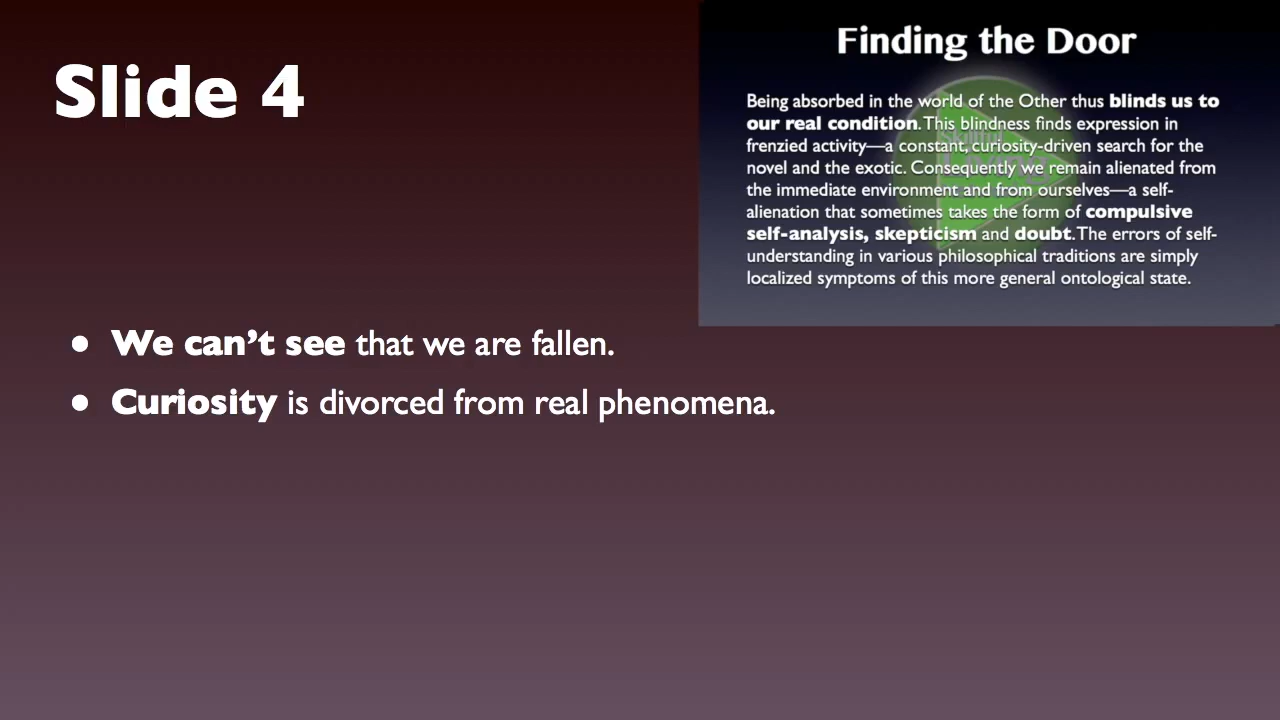 Slide 4
Finding the Door
Being absorbed in the world of the Other thus blinds us to
our real condition. This blindness finds expression in
frenzied activity—a constant, curiosity-driven search for the
novel and the exotic. Consequently we remain alienated from
the immediate environment and from ourselves—a self-
alienation that sometimes takes the form of compulsive
self-analysis, skepticism and doubt. The errors of self-
understanding in various philosophical traditions are simply
localized symptoms of this more general ontological state.
Skillful
Living
• We can’t see that we are fallen.
• Curiosity is divorced from real phenomena.